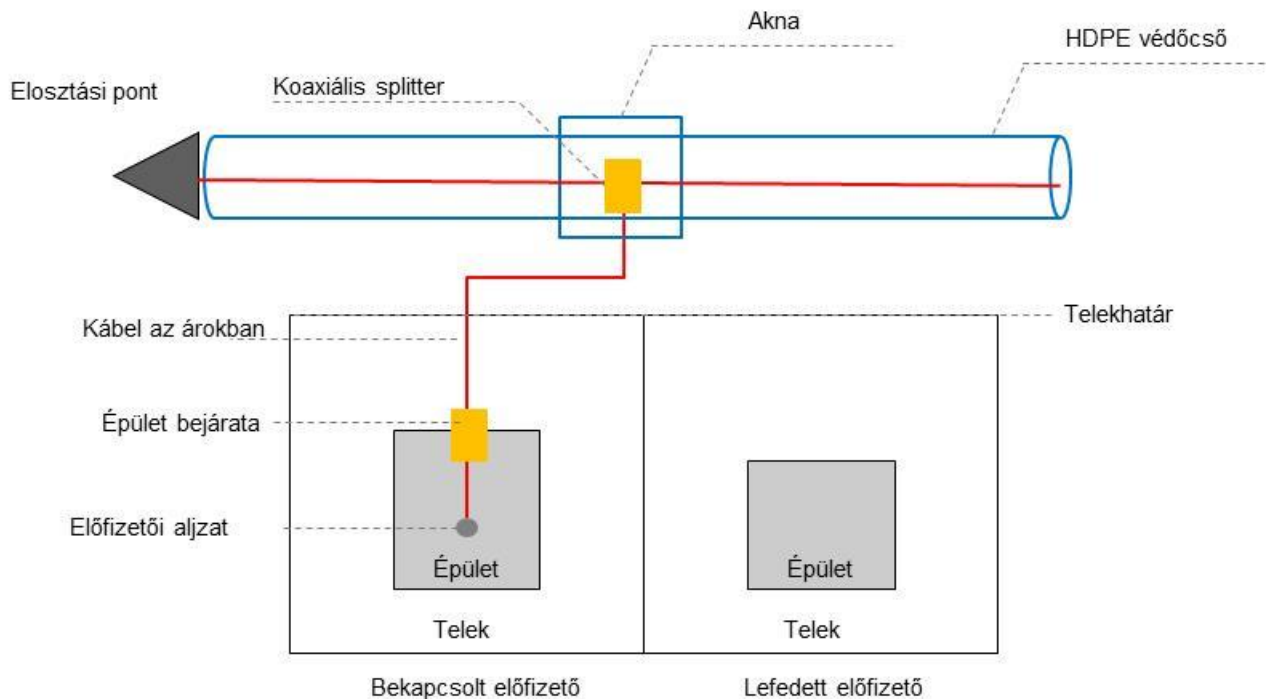 Akna
HDPE védőcső
Koaxiális splitter
Elosztási pont
Telekhatár
Kábel az árokban
Épület bejárata
Előfizetői aljzat
Épület
Épület
Telek
Telek
Bekapcsolt előfizető
Lefedett előfizető